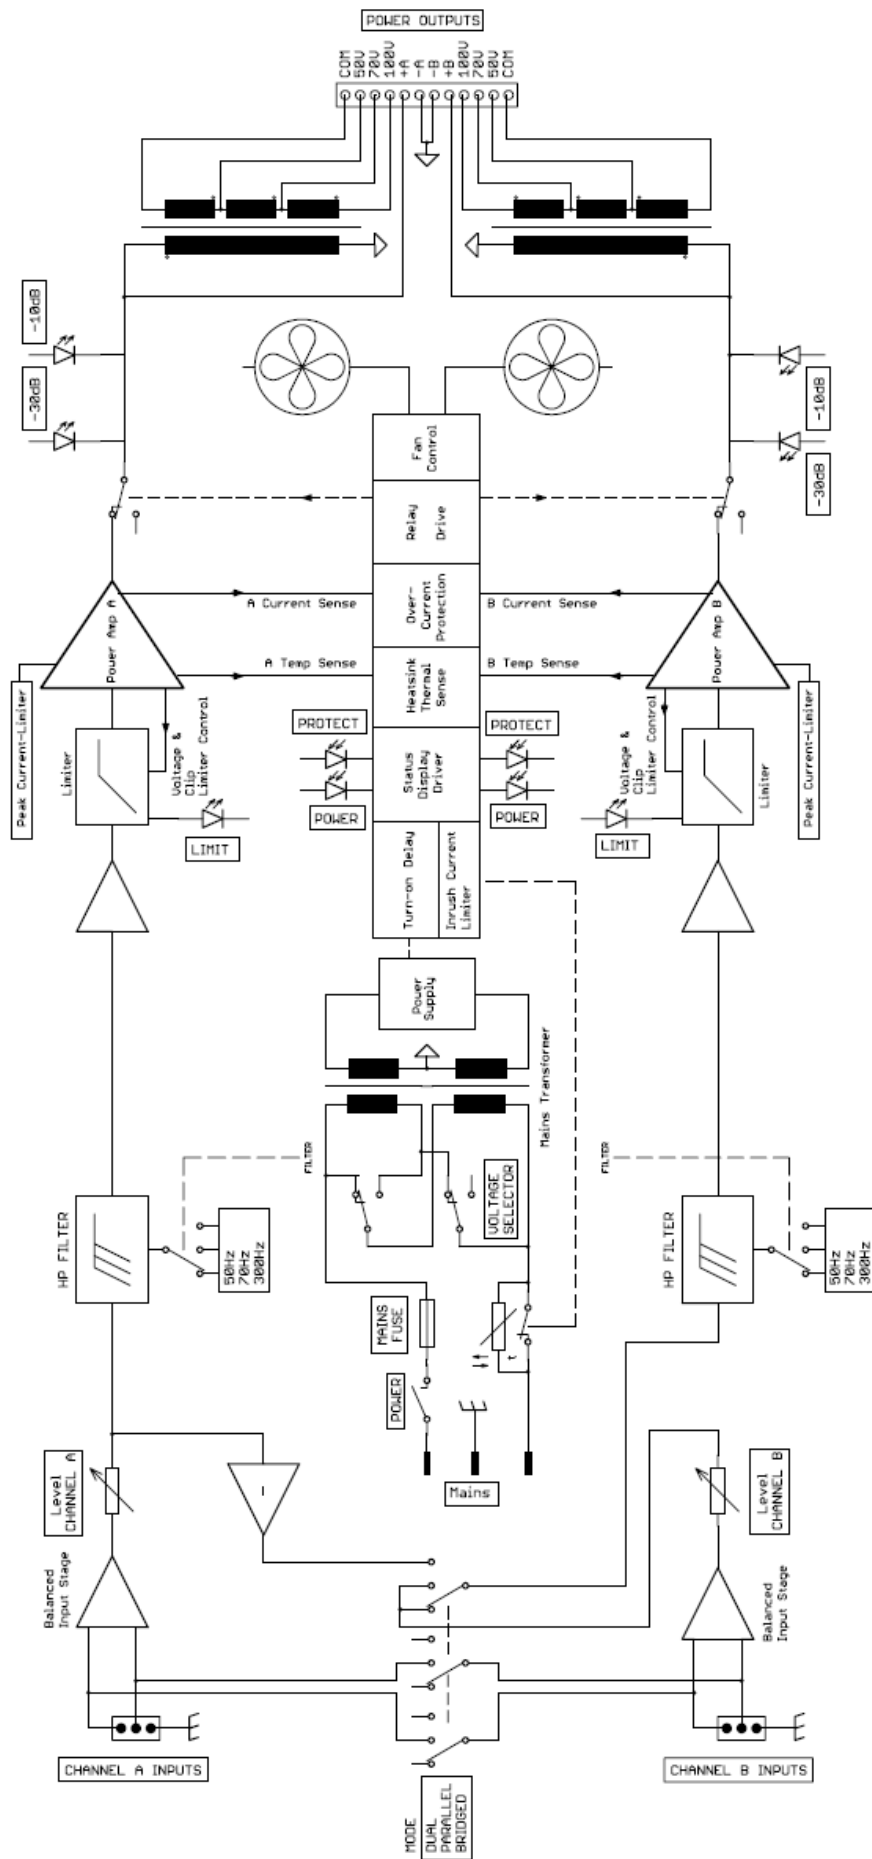 POWER OUTPUTS
COM
50V
70V
100V
+A
-A
-B
+B
100V
70V
50V
COM
-10dB
-30dB
-10dB
-30dB
Fan
Control
Relay
Drive
Over-
Current
Protection
Heatsink
Thermal
Sense
Status
Display
Driver
Turn-on Delay
Inrush Current
Limiter
A Current Sense
B Current Sense
A Temp Sense
B Temp Sense
Power Amp A
Power Amp B
Peak Current-Limiter
Peak Current-Limiter
Limiter
Voltage &
Clip
Limiter Control
LIMIT
PROTECT
POWER
PROTECT
POWER
Voltage &
Clip
Limiter Control
LIMIT
Limiter
Power
Supply
Mains Transformer
FILTER
FILTER
HP FILTER
50Hz
70Hz
300Hz
VOLTAGE
SELECTOR
HP FILTER
50Hz
70Hz
300Hz
MAINS
FUSE
t
POWER
Mains
Level
CHANNEL A
Level
CHANNEL B
Balanced
Input Stage
Balanced
Input Stage
CHANNEL A INPUTS
CHANNEL B INPUTS
MODE
DUAL
PARALLEL
BRIDGED